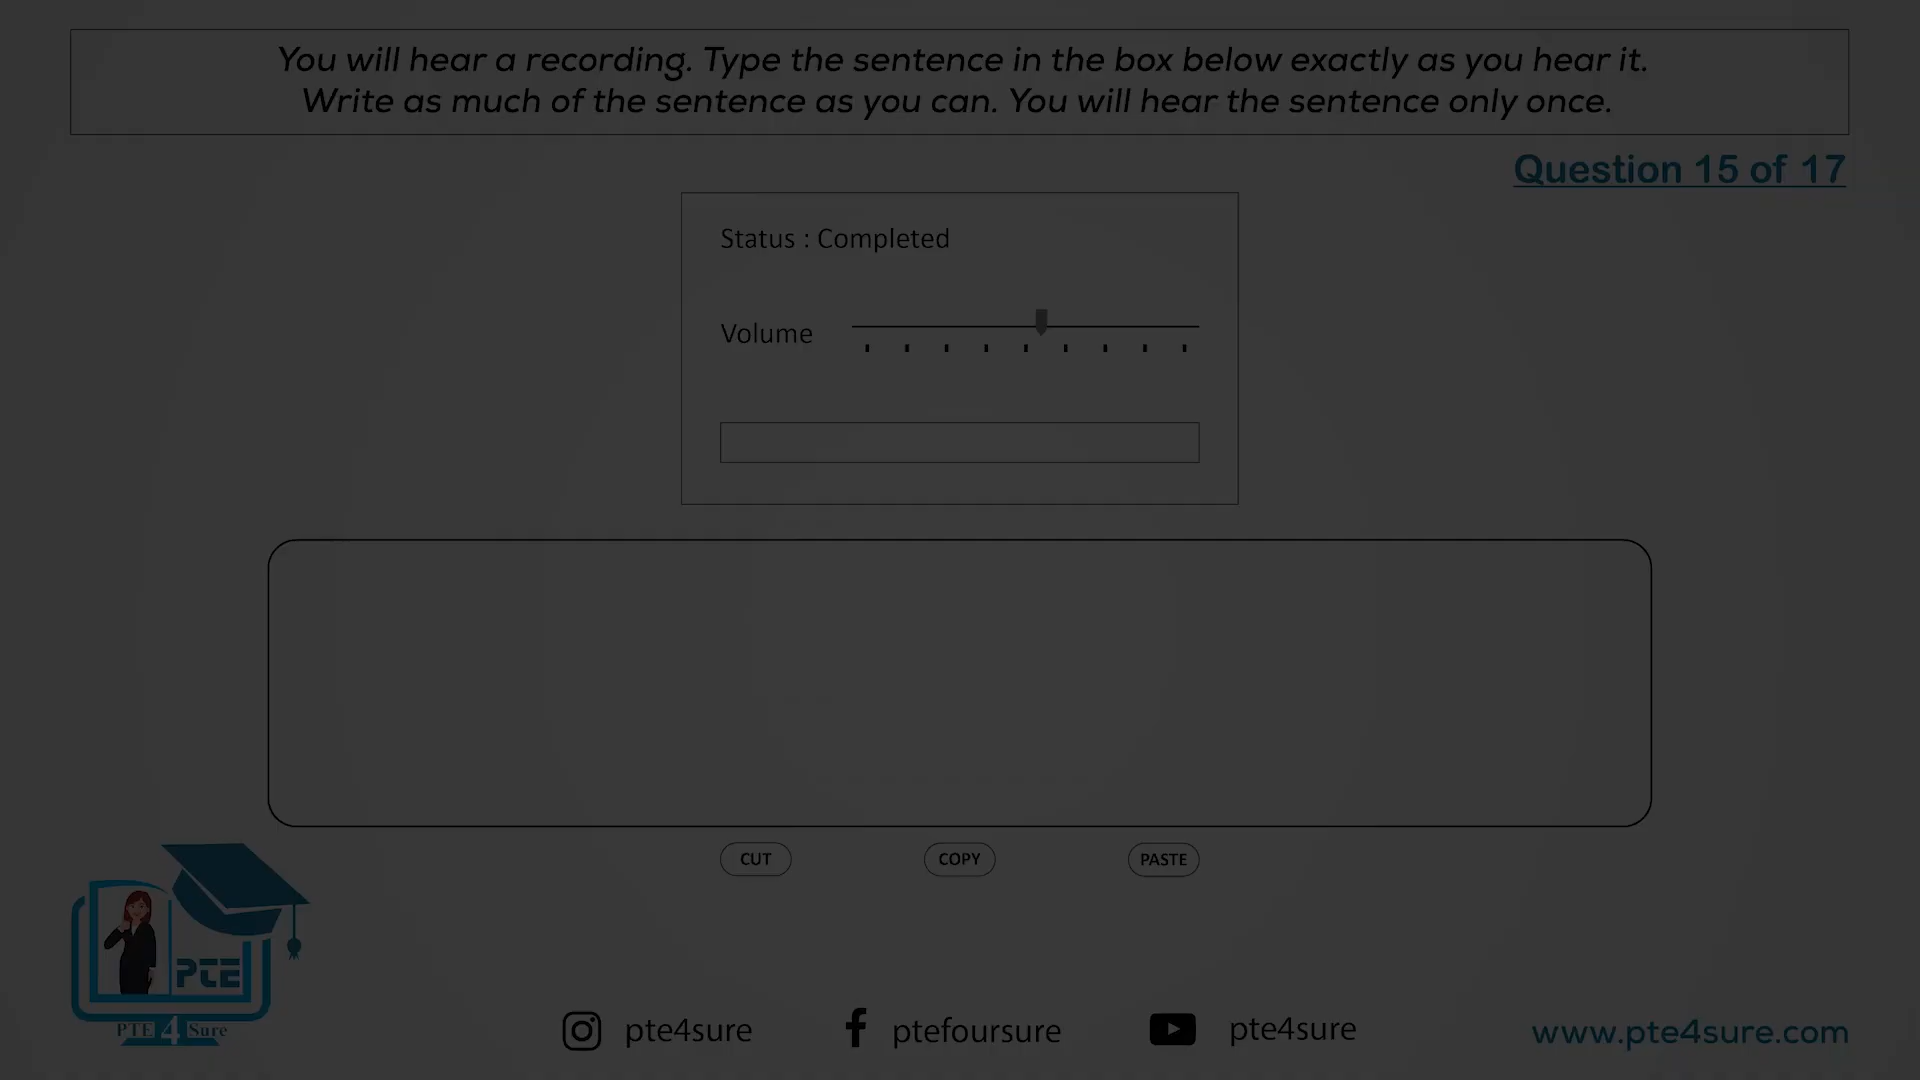 You will hear a recording. Type the sentence in the box below exactly as you hear it.
Write as much of the sentence as you can. You will hear the sentence only once.
Question 15 of 17
Status : Completed
Volume
CUT
COPY
PASTE
PTE
PTE 4 Sure
pte4sure
ptefoursure
pte4sure
www.pte4sure.com